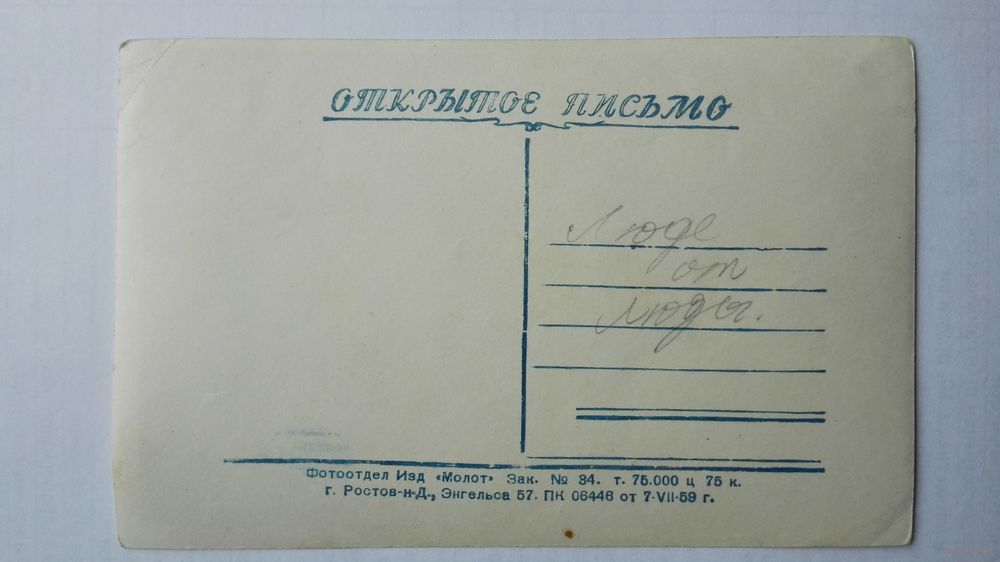 ОТКРЫТОЕ ПИСЬМО
Люде
от
Люды.
Фотоотдел Изд «Молот» Зак. № 84. т. 75.000 ц 75 к.
г. Ростов-н-Д., Энгельса 57. ПК 06446 от 7-VII-59 г.